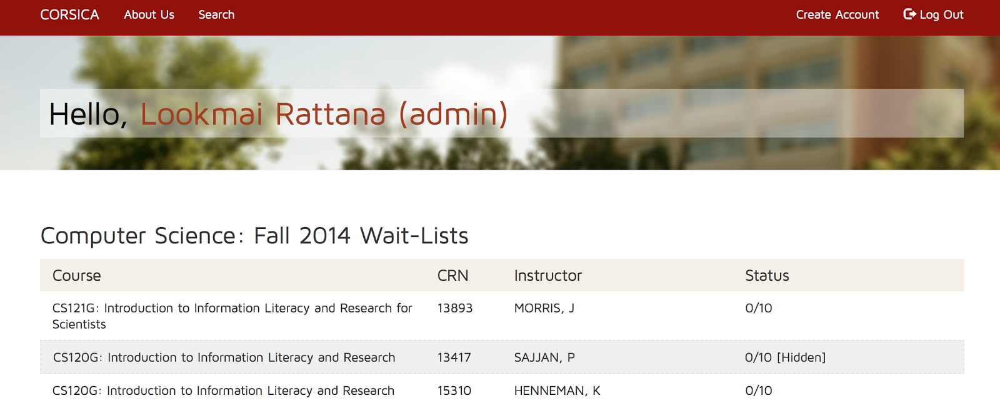 CORSICA About Us Search Create Account Log Out
Hello, Lookmai Rattana (admin)
Computer Science: Fall 2014 Wait-Lists
Course CRN Instructor Status
CS121G: Introduction to Information Literacy and Research for 13893 MORRIS, J 0/10
Scientists
CS120G: Introduction to Information Literacy and Research 13417 SAJJAN, P 0/10 [Hidden]
CS120G: Introduction to Information Literacy and Research 15310 HENNEMAN, K 0/10